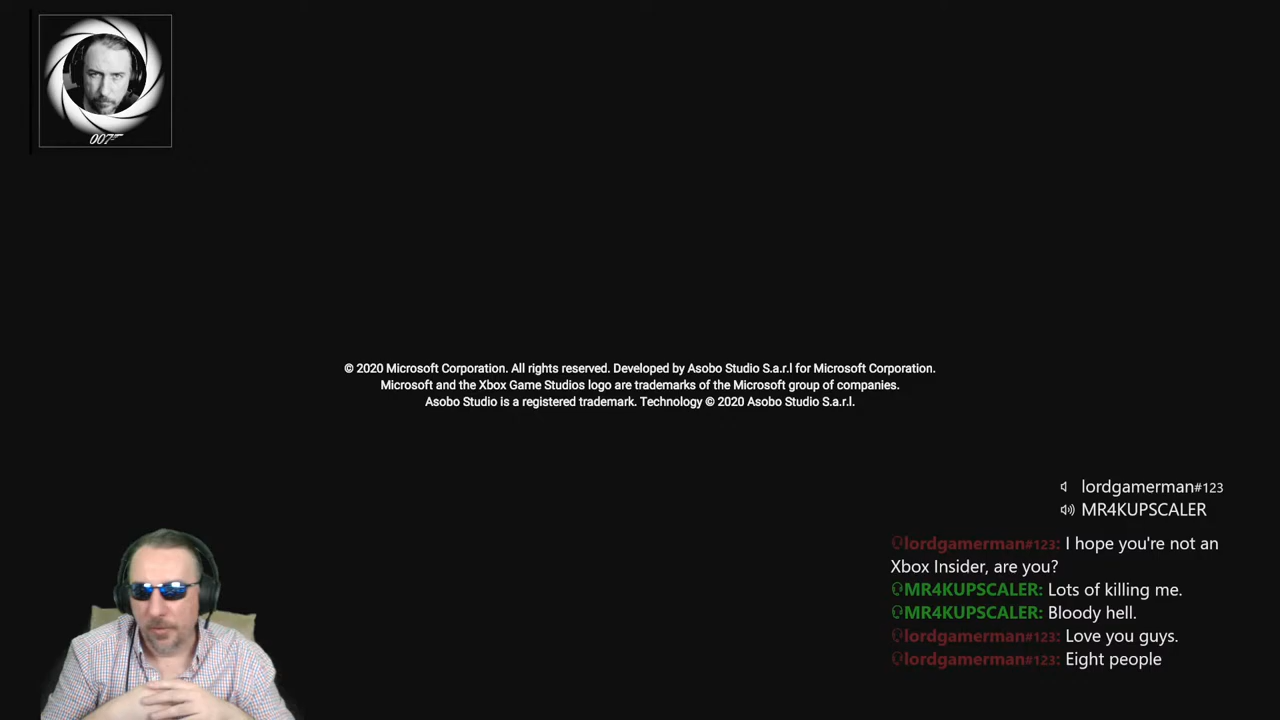 007
© 2020 Microsoft Corporation. All rights reserved. Developed by Asobo Studio S.a.r.l for Microsoft Corporation.
Microsoft and the Xbox Game Studios logo are trademarks of the Microsoft group of companies.
Asobo Studio is a registered trademark. Technology © 2020 Asobo Studio S.a.r.l.
lordgamerman#123
MR4KUPSCALER
lordgamerman#123: I hope you're not an
Xbox Insider, are you?
MR4KUPSCALER: Lots of killing me.
MR4KUPSCALER: Bloody hell.
lordgamerman#123: Love you guys.
lordgamerman#123: Eight people